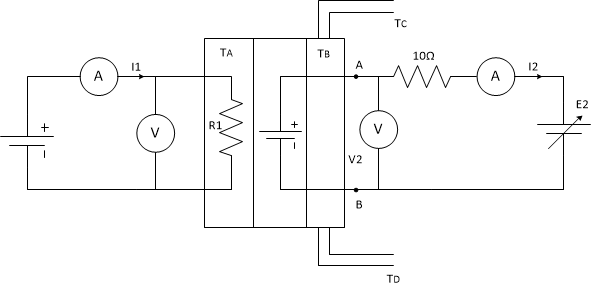 TC
TA
TB
I1
A
10Ω
A
I2
A
E2
+
V
R1
+
V
+
V2
B
TD